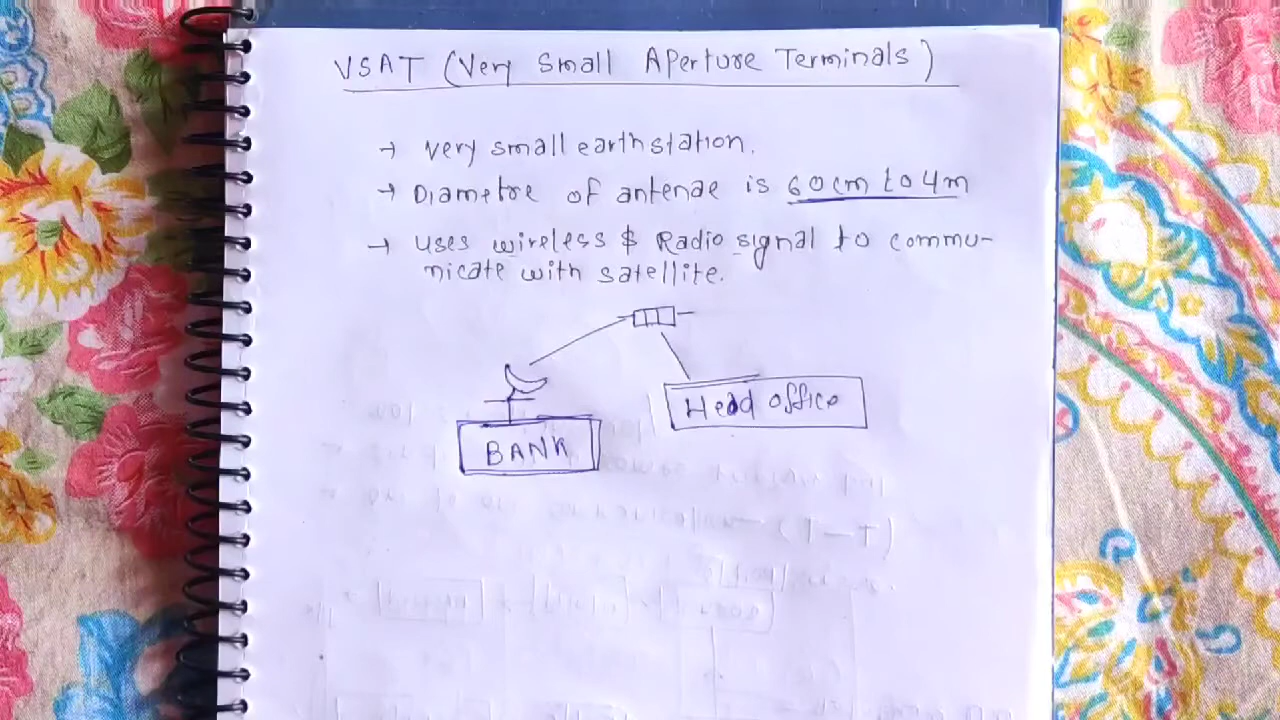 VSAT (Very Small Aperture Terminals)
→ Very small earth station.
→ Diametre of antenae is 60cm to 4m
→ Uses wireless & Radio signal to commu-
nicate with satellite.
Head office
BANK